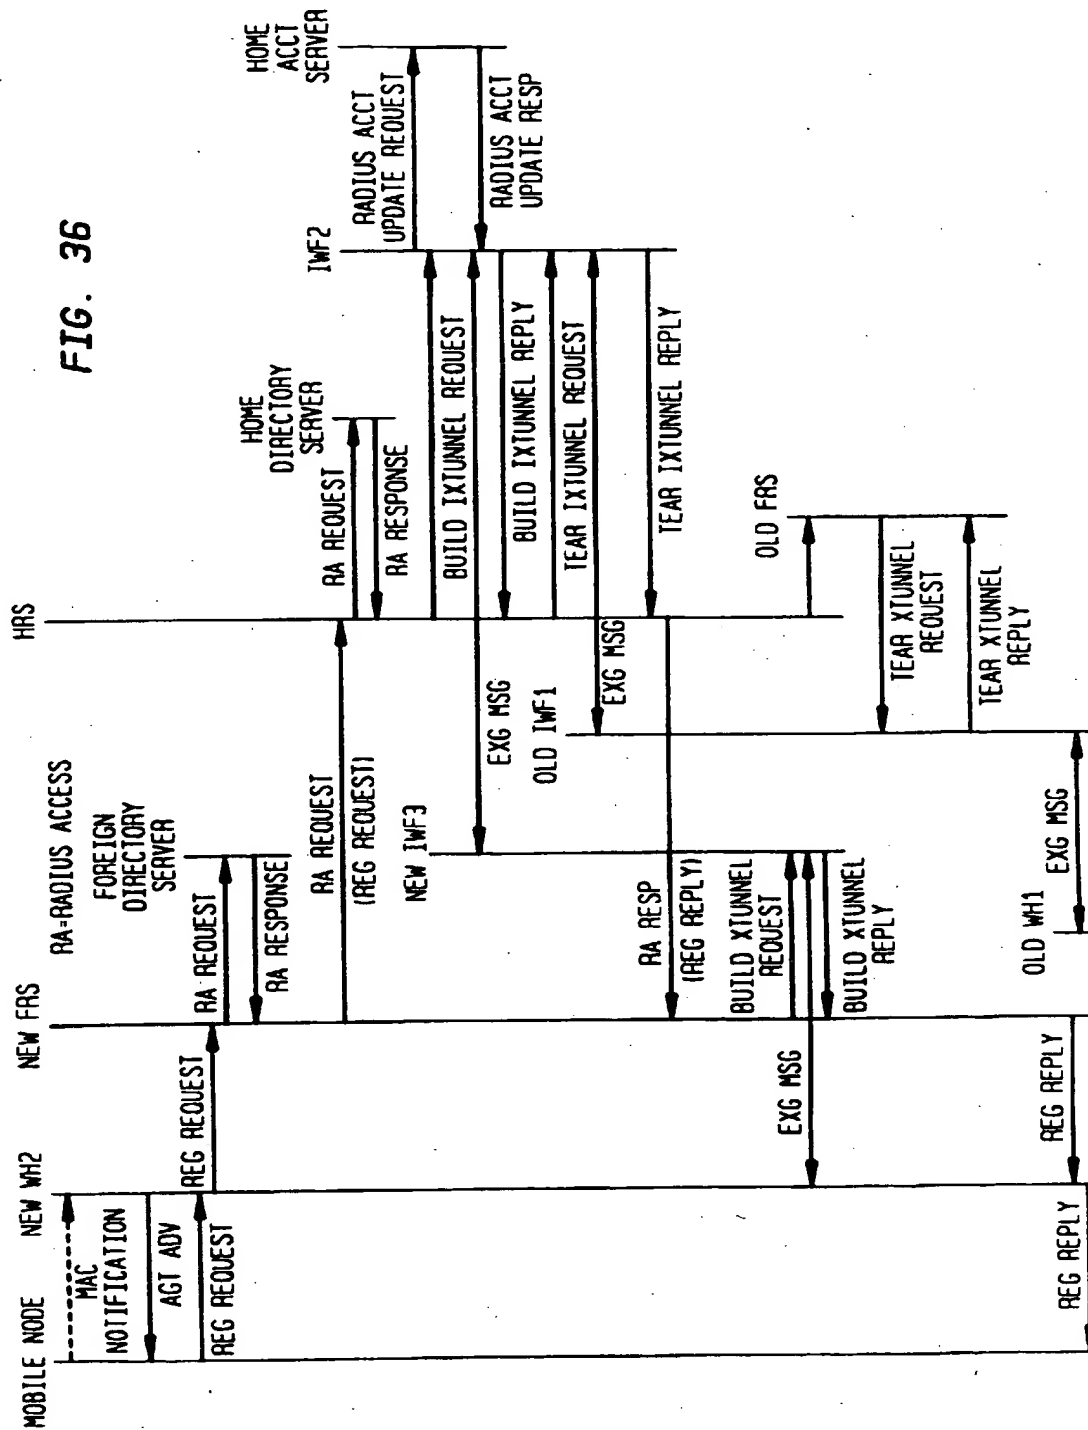 FIG. 36
RA=RADIUS ACCESS
MOBILE NODE
NEW WH2
NEW FRS
FOREIGN
DIRECTORY
SERVER
HRS
HOME
DIRECTORY
SERVER
IWF2
HOME
ACCT
SERVER
MAC
NOTIFICATION
AGT ADV
REG REQUEST
REG REQUEST
RA REQUEST
RA RESPONSE
RA REQUEST
(REG REQUEST)
RA REQUEST
RA RESPONSE
RADIUS ACCT
UPDATE REQUEST
BUILD IXTUNNEL REQUEST
RADIUS ACCT
UPDATE RESP
NEW IWF3
EXG MSG
BUILD IXTUNNEL REPLY
OLD IWF1
TEAR IXTUNNEL REQUEST
EXG MSG
TEAR IXTUNNEL REPLY
RA RESP
(REG REPLY)
OLD FRS
BUILD XTUNNEL
REQUEST
EXG MSG
BUILD XTUNNEL
REPLY
TEAR XTUNNEL
REQUEST
TEAR XTUNNEL
REPLY
OLD WH1
EXG MSG
REG REPLY
REG REPLY